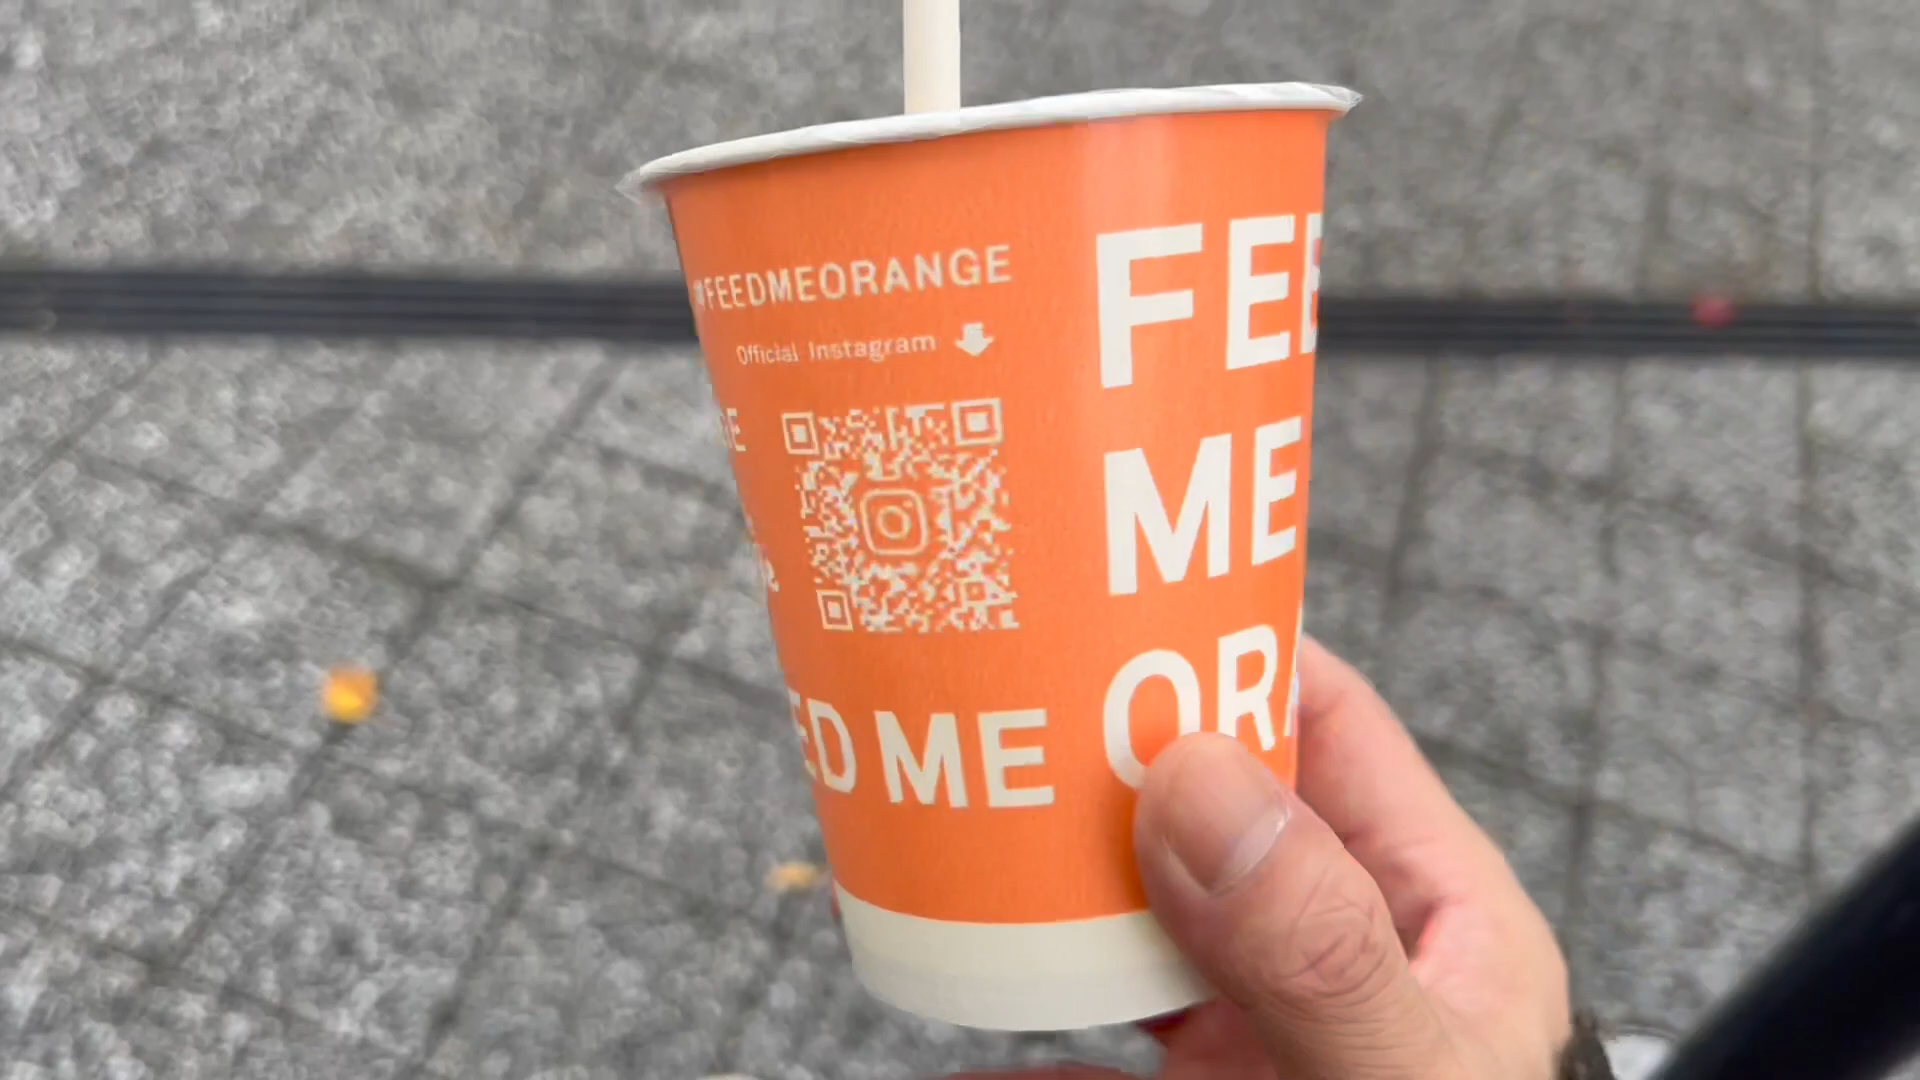 #FEEDMEORANGE
Official Instagram
ED ME
FEE
ME
OR